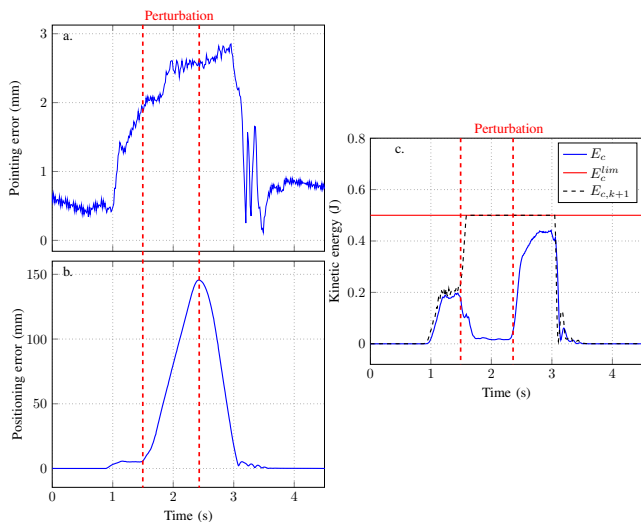 Perturbation
a.
3
2
1
0
Pointing error (mm)
b.
150
100
50
0
Positioning error (mm)
0 1 2 3 4
Time (s)
Perturbation
c.
E_c
E_c^{lim}
E_{c,k+1}
0.8
0.6
0.4
0.2
0
Kinetic energy (J)
0 1 2 3 4
Time (s)